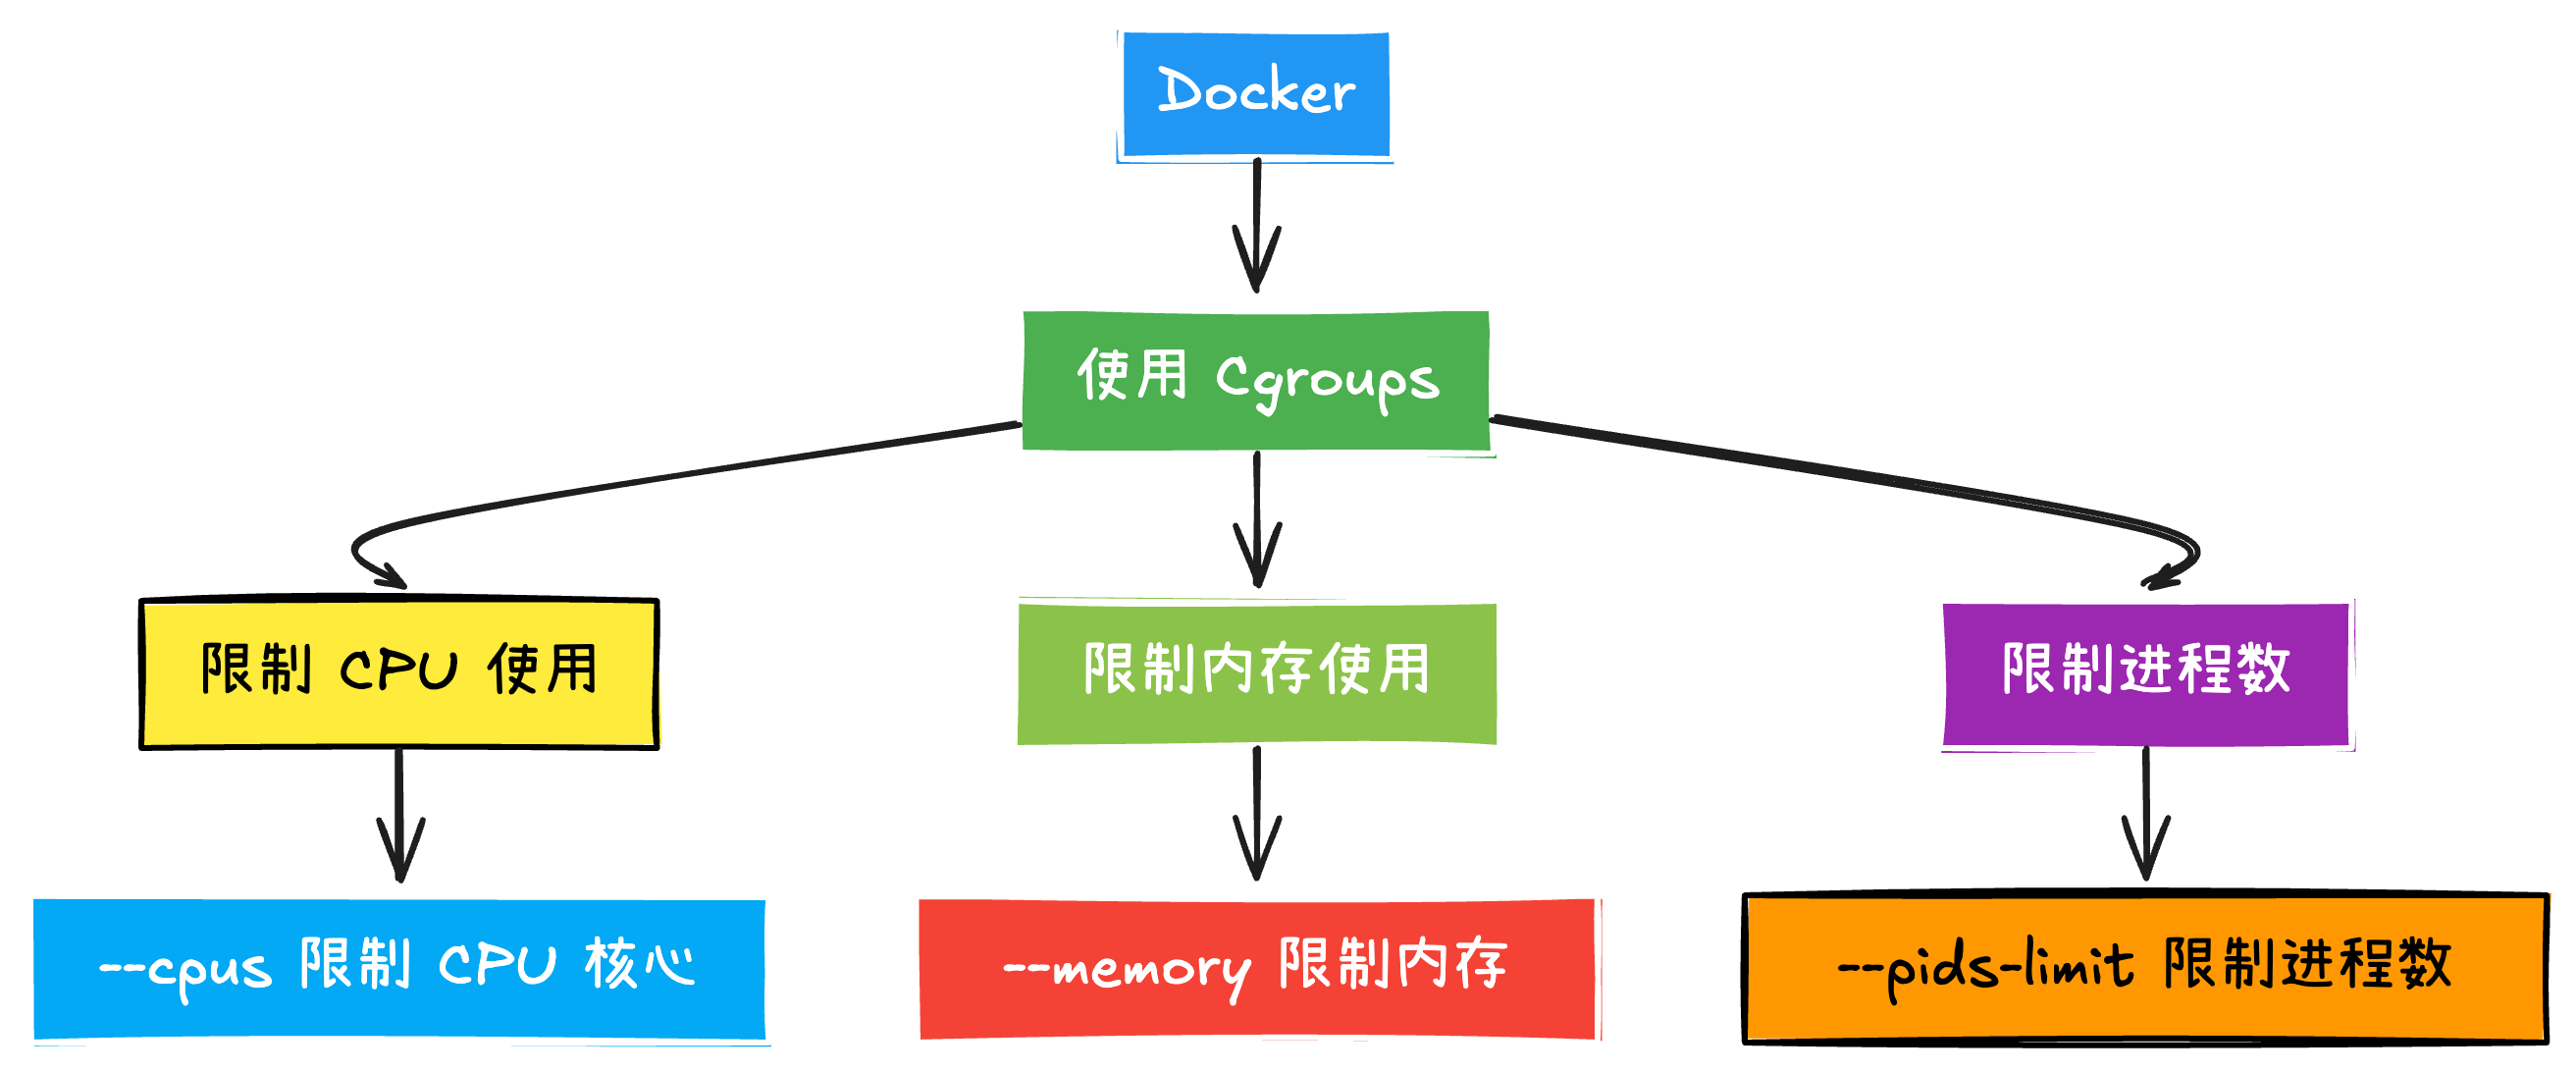 Docker
使用 Cgroups
限制 CPU 使用
限制内存使用
限制进程数
--cpus 限制 CPU 核心
--memory 限制内存
--pids-limit 限制进程数